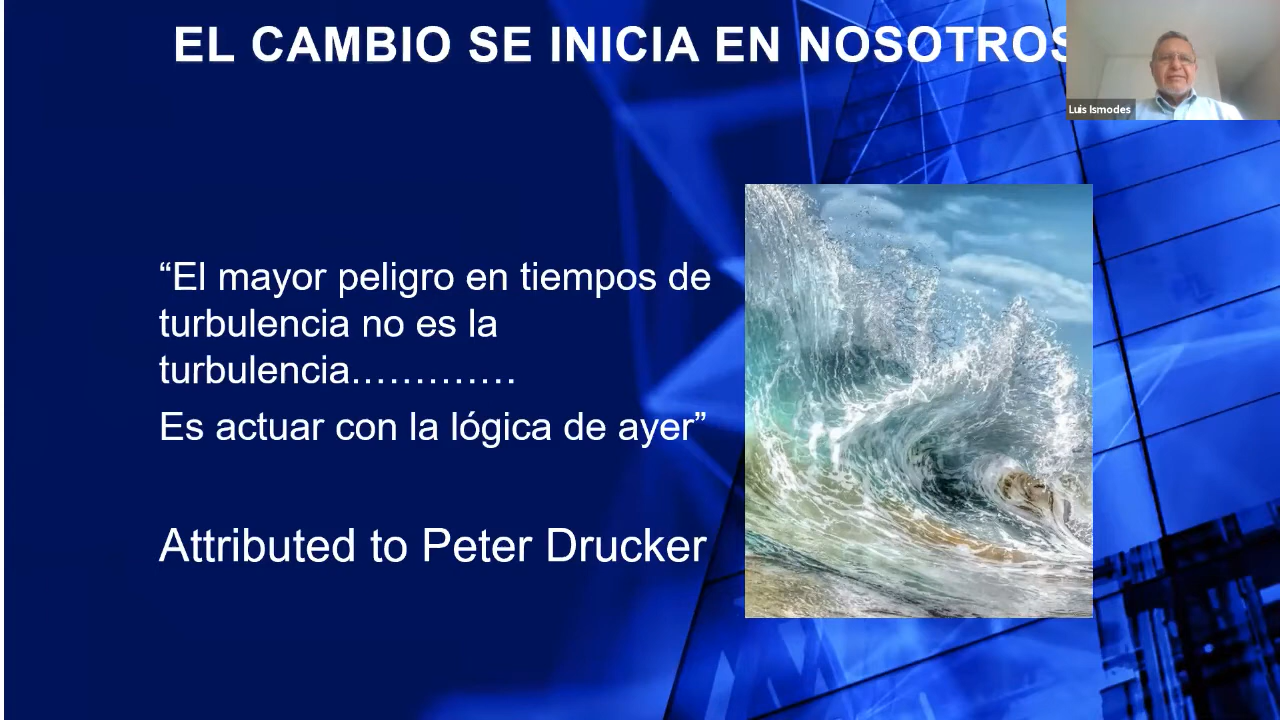 EL CAMBIO SE INICIA EN NOSOTROS
Luis Ismodes
“El mayor peligro en tiempos de
turbulencia no es la
turbulencia.............
Es actuar con la lógica de ayer”
Attributed to Peter Drucker